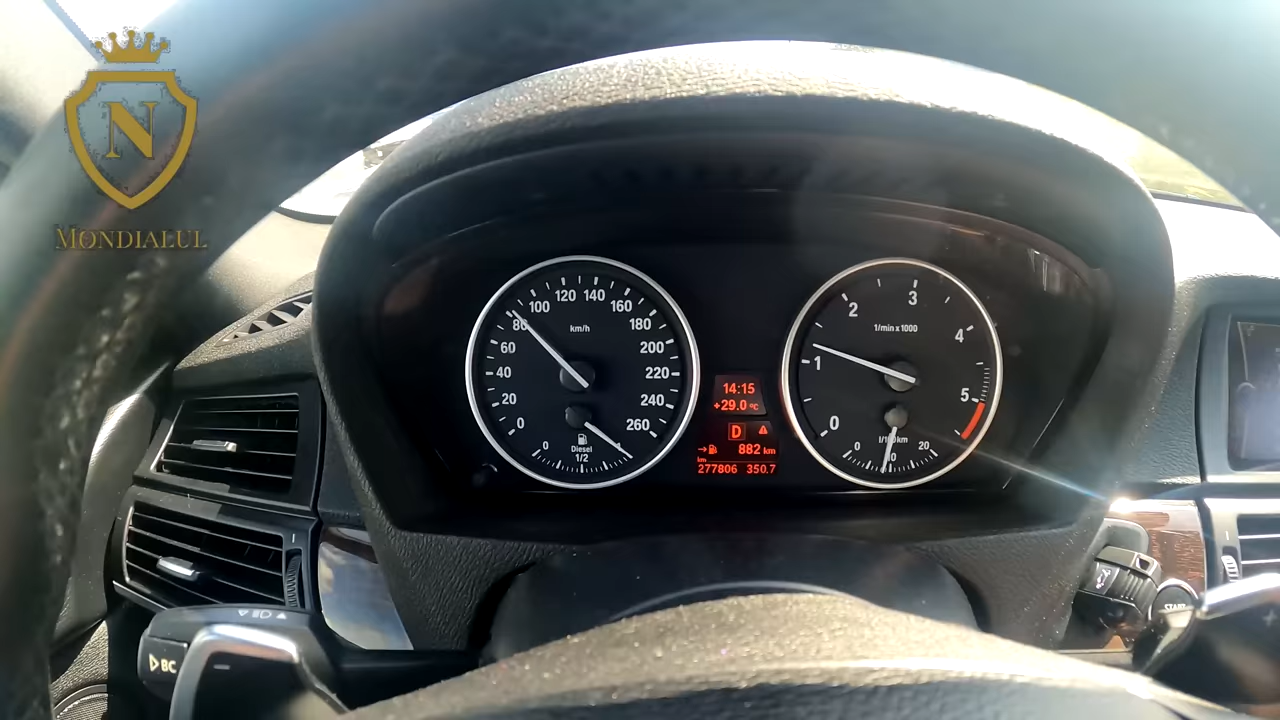 N
MONDIALUL
0
20
40
60
80
100
120
140
160
180
200
220
240
260
km/h
0
Diesel
1/2
1
14:15
+29.0 °C
D
882 km
km
277806 350.7
0
1
2
3
4
5
1/min x 1000
0
10
20
BC
START